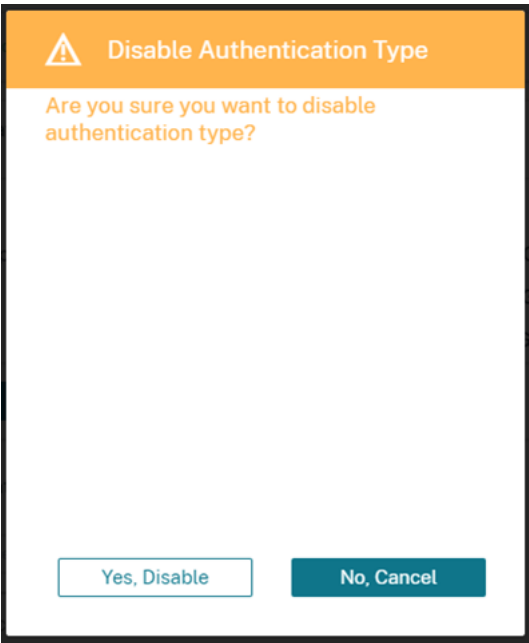 Disable Authentication Type
Are you sure you want to disable
authentication type?
Yes, Disable
No, Cancel